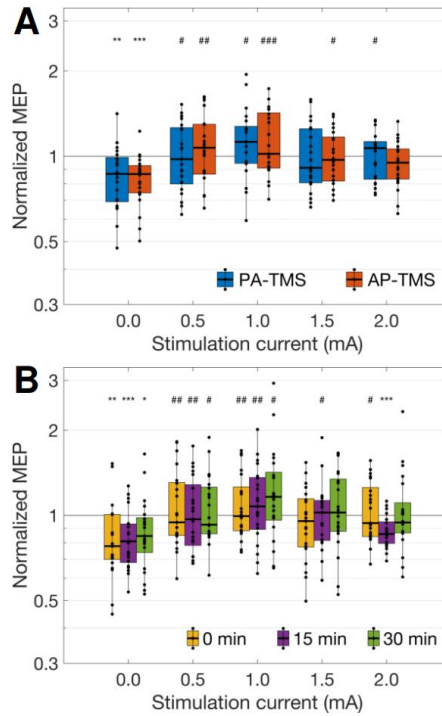 A
3
2
1
0.5
0.3
Normalized MEP
** *** # ## # ### # #
PA-TMS AP-TMS
0.0 0.5 1.0 1.5 2.0
Stimulation current (mA)
B
3
2
1
0.5
0.3
Normalized MEP
** *** * ## ## # ## ## # # # ***
0 min 15 min 30 min
0.0 0.5 1.0 1.5 2.0
Stimulation current (mA)